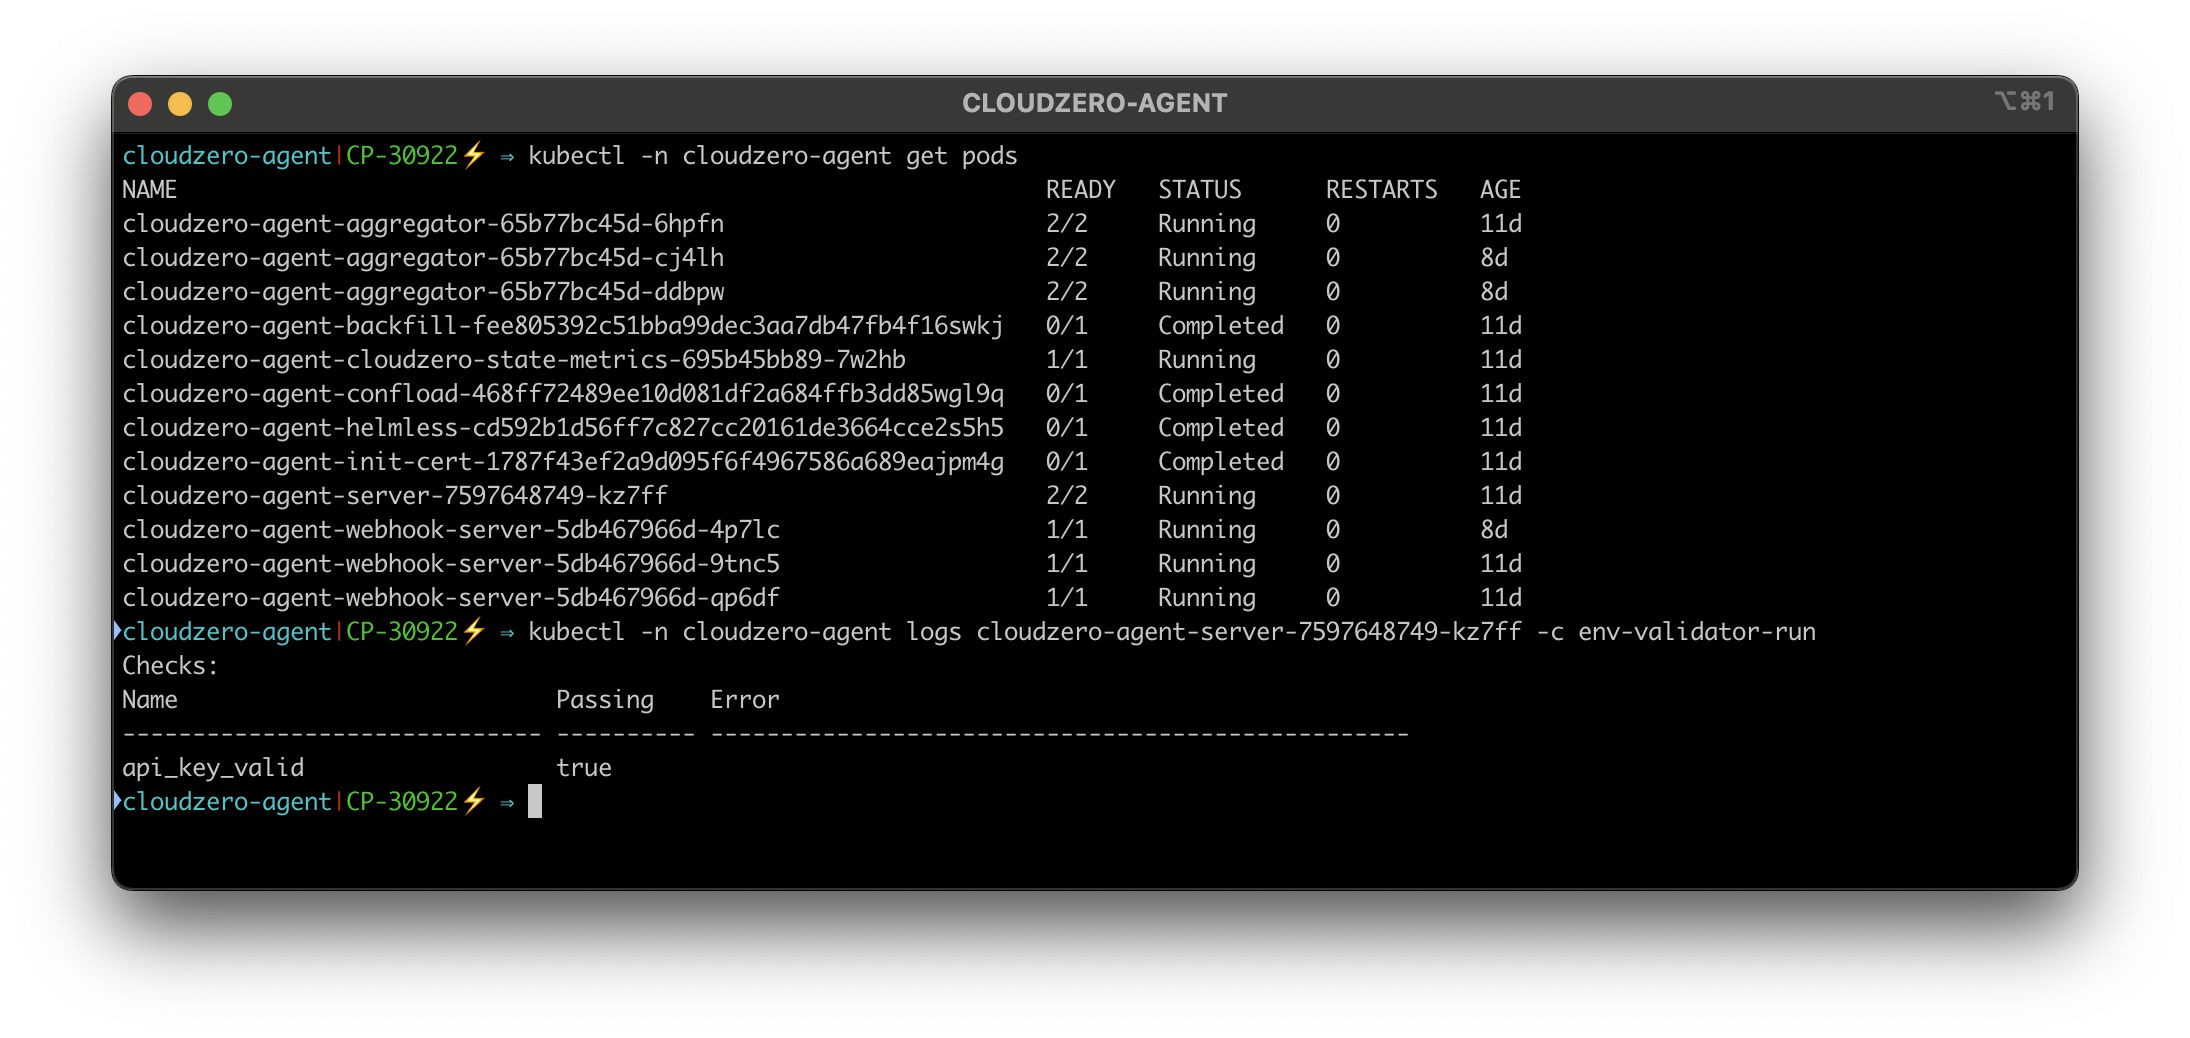 CLOUDZERO-AGENT ⌥⌘1
cloudzero-agent|CP-30922⚡ ⇒ kubectl -n cloudzero-agent get pods
NAME READY STATUS RESTARTS AGE
cloudzero-agent-aggregator-65b77bc45d-6hpfn 2/2 Running 0 11d
cloudzero-agent-aggregator-65b77bc45d-cj4lh 2/2 Running 0 8d
cloudzero-agent-aggregator-65b77bc45d-ddbpw 2/2 Running 0 8d
cloudzero-agent-backfill-fee805392c51bba99dec3aa7db47fb4f16swkj 0/1 Completed 0 11d
cloudzero-agent-cloudzero-state-metrics-695b45bb89-7w2hb 1/1 Running 0 11d
cloudzero-agent-confload-468ff72489ee10d081df2a684ffb3dd85wgl9q 0/1 Completed 0 11d
cloudzero-agent-helmless-cd592b1d56ff7c827cc20161de3664cce2s5h5 0/1 Completed 0 11d
cloudzero-agent-init-cert-1787f43ef2a9d095f6f4967586a689eajpm4g 0/1 Completed 0 11d
cloudzero-agent-server-7597648749-kz7ff 2/2 Running 0 11d
cloudzero-agent-webhook-server-5db467966d-4p7lc 1/1 Running 0 8d
cloudzero-agent-webhook-server-5db467966d-9tnc5 1/1 Running 0 11d
cloudzero-agent-webhook-server-5db467966d-qp6df 1/1 Running 0 11d
cloudzero-agent|CP-30922⚡ ⇒ kubectl -n cloudzero-agent logs cloudzero-agent-server-7597648749-kz7ff -c env-validator-run
Checks:
Name Passing Error
------------------------------ ---------- --------------------------------------------------
api_key_valid true
cloudzero-agent|CP-30922⚡ ⇒